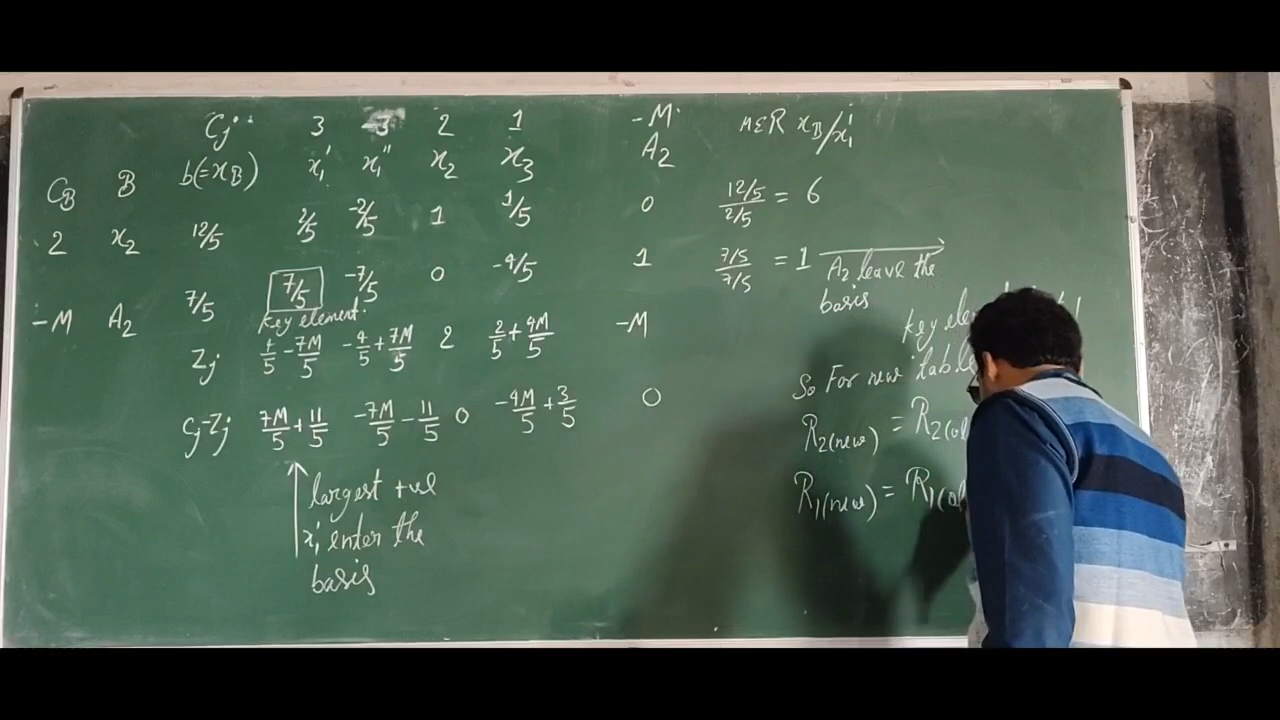 Cj 3 -3 2 1 -M MER xB/x1'
CB B b(=xB) x1' x1'' x2 x3 A2
2 x2 12/5 2/5 -2/5 1 1/5 0 12/5 / 2/5 = 6
-M A2 7/5 7/5 -7/5 0 -4/5 1 7/5 / 7/5 = 1 A2 leave the
basis
key element.
Zj 4/5 - 7M/5 -4/5 + 7M/5 2 2/5 + 4M/5 -M
Cj-Zj 7M/5 + 11/5 -7M/5 - 11/5 0 -4M/5 + 3/5 0
largest +ve
x1' enter the
basis
key
So For new table
R2(new) = R2(
R1(new) = R1(